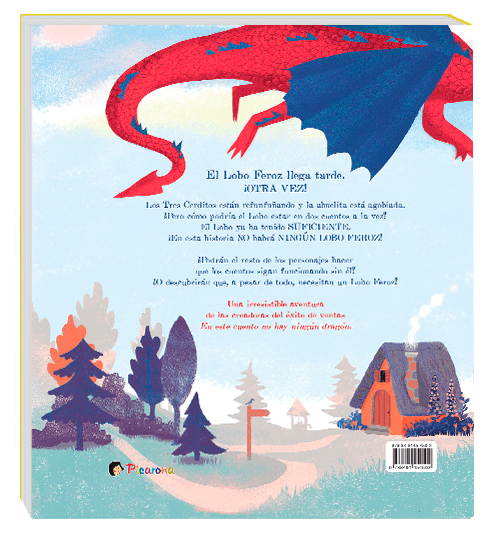 El Lobo Feroz llega tarde.
¡OTRA VEZ!
Los Tres Cerditos están refunfuñando y la abuelita está agobiada.
¿Pero cómo podría el Lobo estar en dos cuentos a la vez?
El Lobo ya ha tenido SUFICIENTE.
¡En esta historia NO habrá NINGÚN LOBO FEROZ!
¿Podrán el resto de los personajes hacer
que los cuentos sigan funcionando sin él?
¿O descubrirán que, a pesar de todo, necesitan un Lobo Feroz?
Una irresistible aventura
de las creadoras del éxito de ventas
En este cuento no hay ningún dragón.
Picarona